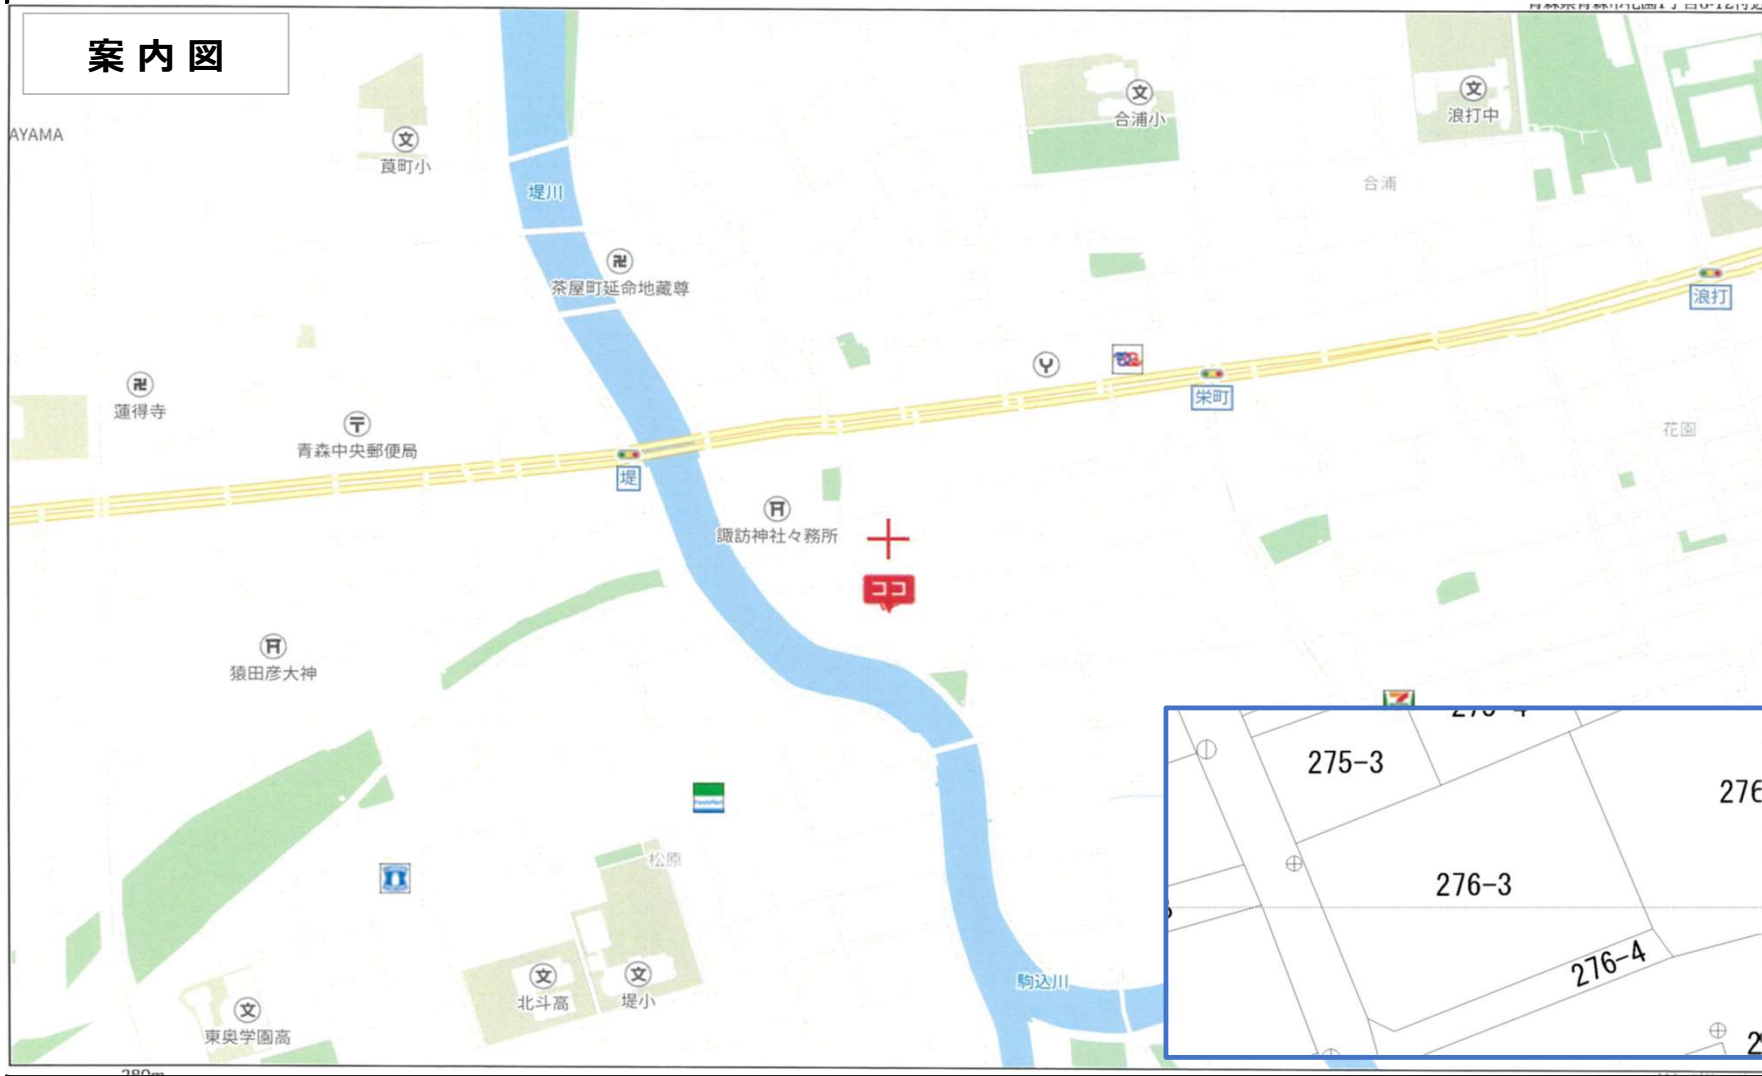 案内図
AYAMA
莨町小
合浦小
浪打中
堤川
合浦
茶屋町延命地蔵尊
浪打
蓮得寺
栄町
青森中央郵便局
花園
堤
諏訪神社々務所
ココ
猿田彦大神
275-3
276-3
276-4
FamilyMart
松原
駒込川
北斗高
堤小
東奥学園高